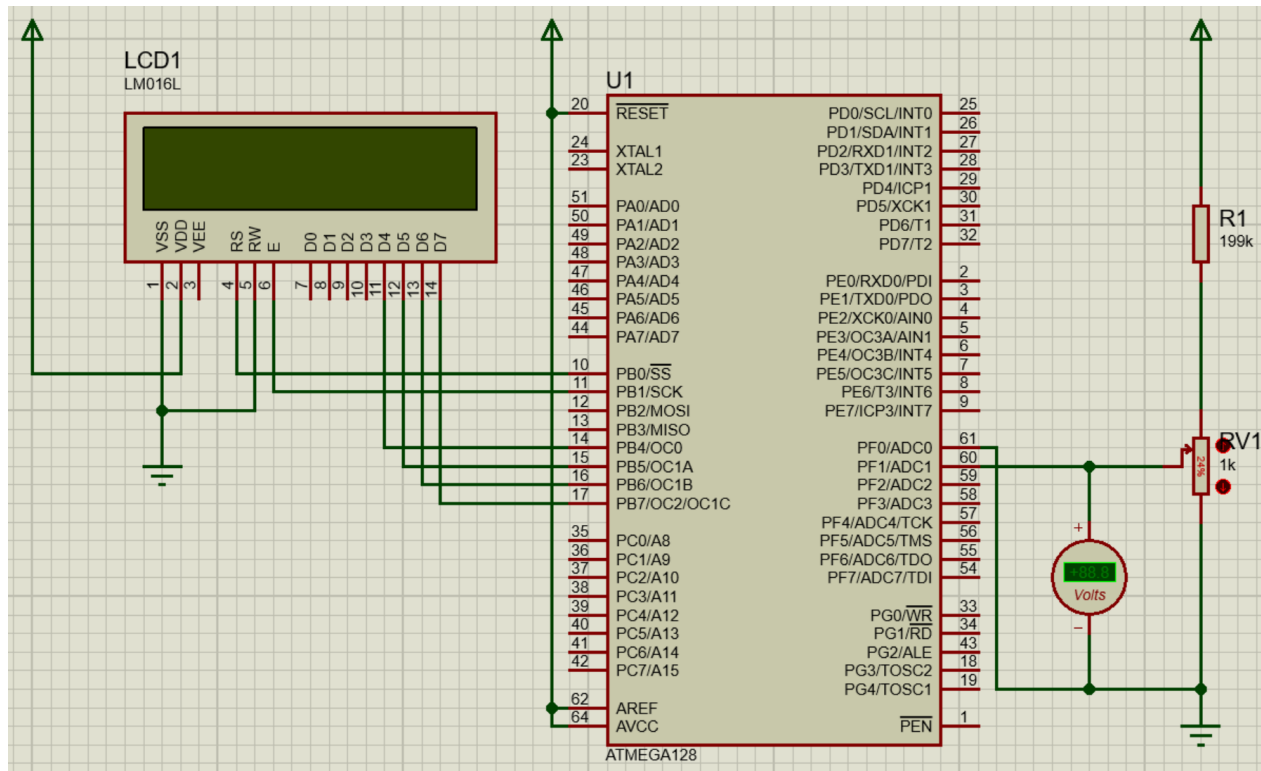 LCD1
LM016L
VSS
VDD
VEE
RS
RW
E
D0
D1
D2
D3
D4
D5
D6
D7
1
2
3
4
5
6
7
8
9
10
11
12
13
14
U1
20 RESET
24 XTAL1
23 XTAL2
51 PA0/AD0
50 PA1/AD1
49 PA2/AD2
48 PA3/AD3
47 PA4/AD4
46 PA5/AD5
45 PA6/AD6
44 PA7/AD7
10 PB0/SS
11 PB1/SCK
12 PB2/MOSI
13 PB3/MISO
14 PB4/OC0
15 PB5/OC1A
16 PB6/OC1B
17 PB7/OC2/OC1C
35 PC0/A8
36 PC1/A9
37 PC2/A10
38 PC3/A11
39 PC4/A12
40 PC5/A13
41 PC6/A14
42 PC7/A15
62 AREF
64 AVCC
PD0/SCL/INT0 25
PD1/SDA/INT1 26
PD2/RXD1/INT2 27
PD3/TXD1/INT3 28
PD4/ICP1 29
PD5/XCK1 30
PD6/T1 31
PD7/T2 32
PE0/RXD0/PDI 2
PE1/TXD0/PDO 3
PE2/XCK0/AIN0 4
PE3/OC3A/AIN1 5
PE4/OC3B/INT4 6
PE5/OC3C/INT5 7
PE6/T3/INT6 8
PE7/ICP3/INT7 9
PF0/ADC0 61
PF1/ADC1 60
PF2/ADC2 59
PF3/ADC3 58
PF4/ADC4/TCK 57
PF5/ADC5/TMS 56
PF6/ADC6/TDO 55
PF7/ADC7/TDI 54
PG0/WR 33
PG1/RD 34
PG2/ALE 43
PG3/TOSC2 18
PG4/TOSC1 19
PEN 1
ATMEGA128
R1
199k
RV1
1k
24%
+
+88.8
Volts
−